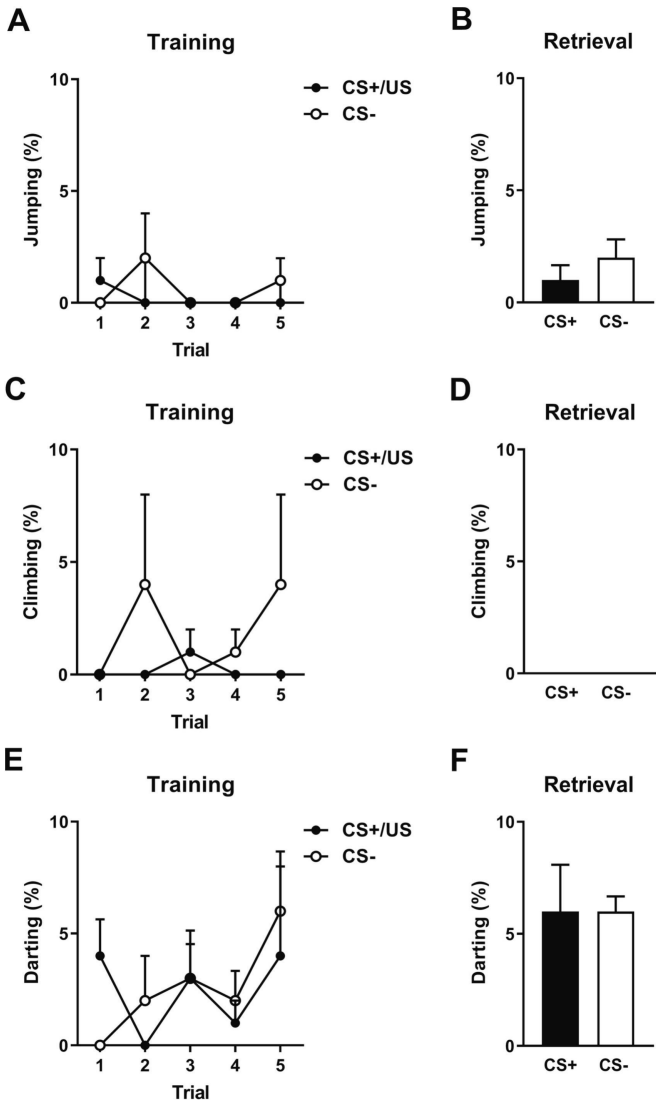 A
Training
10
5
0
Jumping (%)
1 2 3 4 5
Trial
CS+/US
CS-
B
Retrieval
10
5
0
Jumping (%)
CS+ CS-
C
Training
10
5
0
Climbing (%)
1 2 3 4 5
Trial
CS+/US
CS-
D
Retrieval
10
5
0
Climbing (%)
CS+ CS-
E
Training
10
5
0
Darting (%)
1 2 3 4 5
Trial
CS+/US
CS-
F
Retrieval
10
5
0
Darting (%)
CS+ CS-